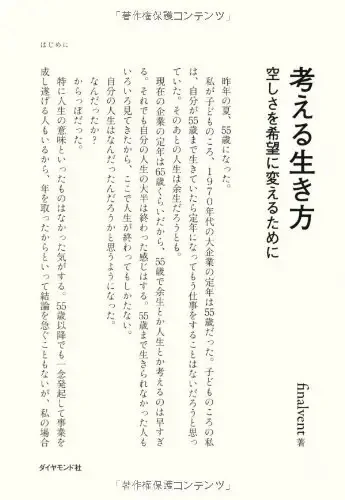 「著作権保護コンテンツ」
考える生き方
空しさを希望に変えるために
finalvent 著
はじめに
昨年の夏、55歳になった。
私が子どものころ、1970年代の大企業の定年は55歳だった。子どものころの私
は、自分が55歳まで生きていたら定年になってもう仕事をすることはないだろうと思っ
ていた。そのあとの人生は余生だろうとも。
現在の企業の定年は65歳くらいだから、55歳で余生とか人生とか考えるのは早すぎ
る。それでも自分の人生の大半は終わった感じはする。55歳まで生きられなかった人も
いろいろ見てきたから、ここで人生が終わってもしかたない。
自分の人生はなんだったんだろうかと思うようになった。
なんだったか？
からっぽだった。
特に人生の意味といったものはなかった気がする。55歳以降でも一念発起して事業を
成し遂げる人もいるから、年を取ったからといって結論を急ぐこともないが、私の場合
ダイヤモンド社
「著作権保護コンテンツ」